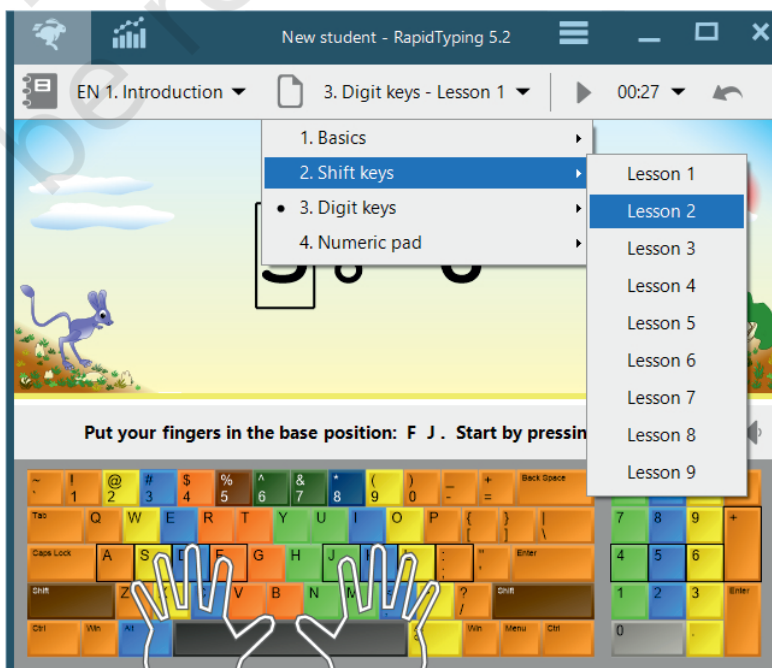 New student - RapidTyping 5.2
EN 1. Introduction
3. Digit keys - Lesson 1
00:27
1. Basics
2. Shift keys
3. Digit keys
4. Numeric pad
Lesson 1
Lesson 2
Lesson 3
Lesson 4
Lesson 5
Lesson 6
Lesson 7
Lesson 8
Lesson 9
Put your fingers in the base position: F J . Start by pressin
~ ! @ # $ % ^ & * ( ) _ + Back Space
` 1 2 3 4 5 6 7 8 9 0 - =
Tab Q W E R T Y U I O P { } |
[ ] \
7 8 9 +
Caps Lock A S D F G H J K L : " Enter
; '
4 5 6
Shift Z X C V B N M < > ? Shift
/
1 2 3 Enter
Ctrl Win Alt Win Menu Ctrl
0 .